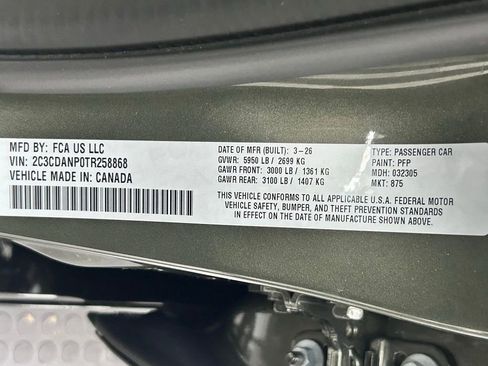 MFD BY: FCA US LLC
VIN: 2C3CDANP0TR258868
VEHICLE MADE IN: CANADA
DATE OF MFR (BUILT): 3-26
GVWR: 5950 LB / 2699 KG
GAWR FRONT: 3000 LB / 1361 KG
GAWR REAR: 3100 LB / 1407 KG
TYPE: PASSENGER CAR
PAINT: PFP
MDH: 032305
MKT: 875
THIS VEHICLE CONFORMS TO ALL APPLICABLE U.S.A. FEDERAL MOTOR
VEHICLE SAFETY, BUMPER, AND THEFT PREVENTION STANDARDS
IN EFFECT ON THE DATE OF MANUFACTURE SHOWN ABOVE.